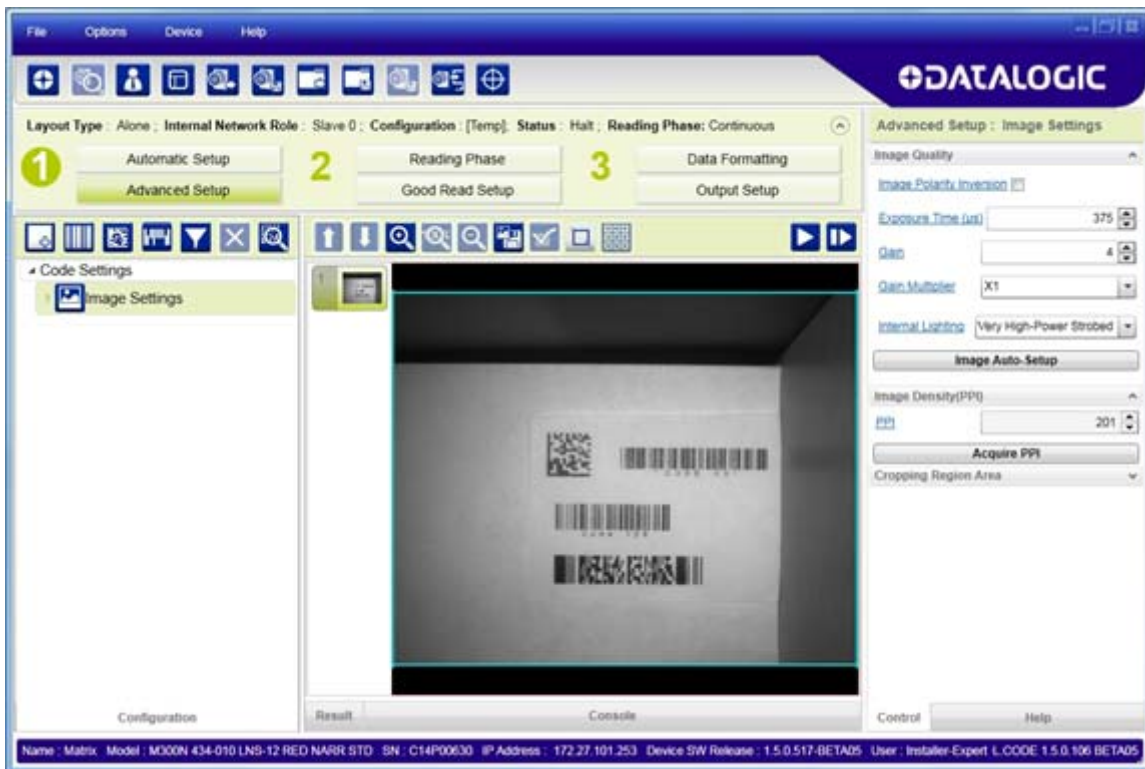 File Options Device Help
DATALOGIC
Layout Type : Alone ; Internal Network Role : Slave 0 ; Configuration : [Temp]; Status : Halt ; Reading Phase: Continuous
1
Automatic Setup
Advanced Setup
2
Reading Phase
Good Read Setup
3
Data Formatting
Output Setup
Code Settings
Image Settings
Configuration
1
Result Console
Advanced Setup : Image Settings
Image Quality
Image Polarity Inversion
Exposure Time (us) 375
Gain 4
Gain Multiplier X1
Internal Lighting Very High-Power Strobed
Image Auto-Setup
Image Density(PPI)
PPI 201
Acquire PPI
Cropping Region Area
Control Help
Name : Matrix Model : M300N 434-010 LNS-12 RED NARR STD SN : C14P00630 IP Address : 172.27.101.253 Device SW Release : 1.5.0.517-BETA05 User : Installer-Expert L.CODE 1.5.0.106 BETA05